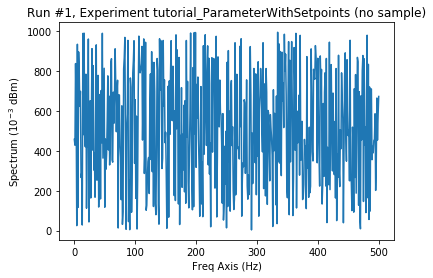 Run #1, Experiment tutorial_ParameterWithSetpoints (no sample)
1000
800
600
400
200
0
Spectrum (10⁻³ dBm)
0 100 200 300 400 500
Freq Axis (Hz)